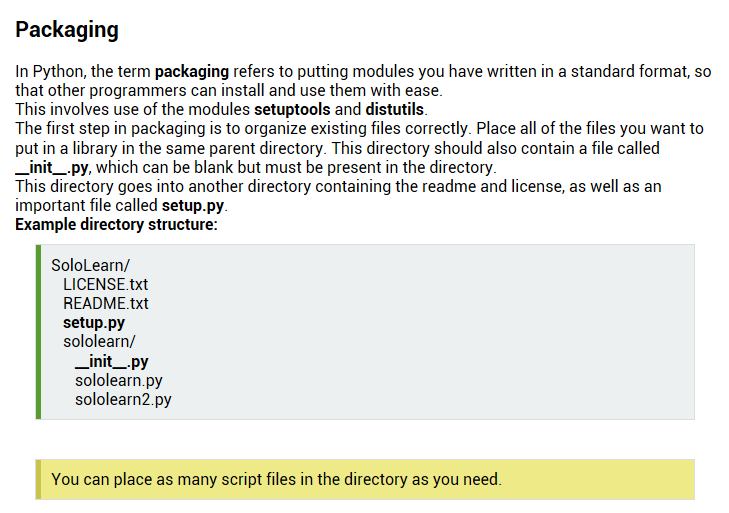 Packaging
In Python, the term packaging refers to putting modules you have written in a standard format, so
that other programmers can install and use them with ease.
This involves use of the modules setuptools and distutils.
The first step in packaging is to organize existing files correctly. Place all of the files you want to
put in a library in the same parent directory. This directory should also contain a file called
__init__.py, which can be blank but must be present in the directory.
This directory goes into another directory containing the readme and license, as well as an
important file called setup.py.
Example directory structure:
SoloLearn/
LICENSE.txt
README.txt
setup.py
sololearn/
__init__.py
sololearn.py
sololearn2.py
You can place as many script files in the directory as you need.